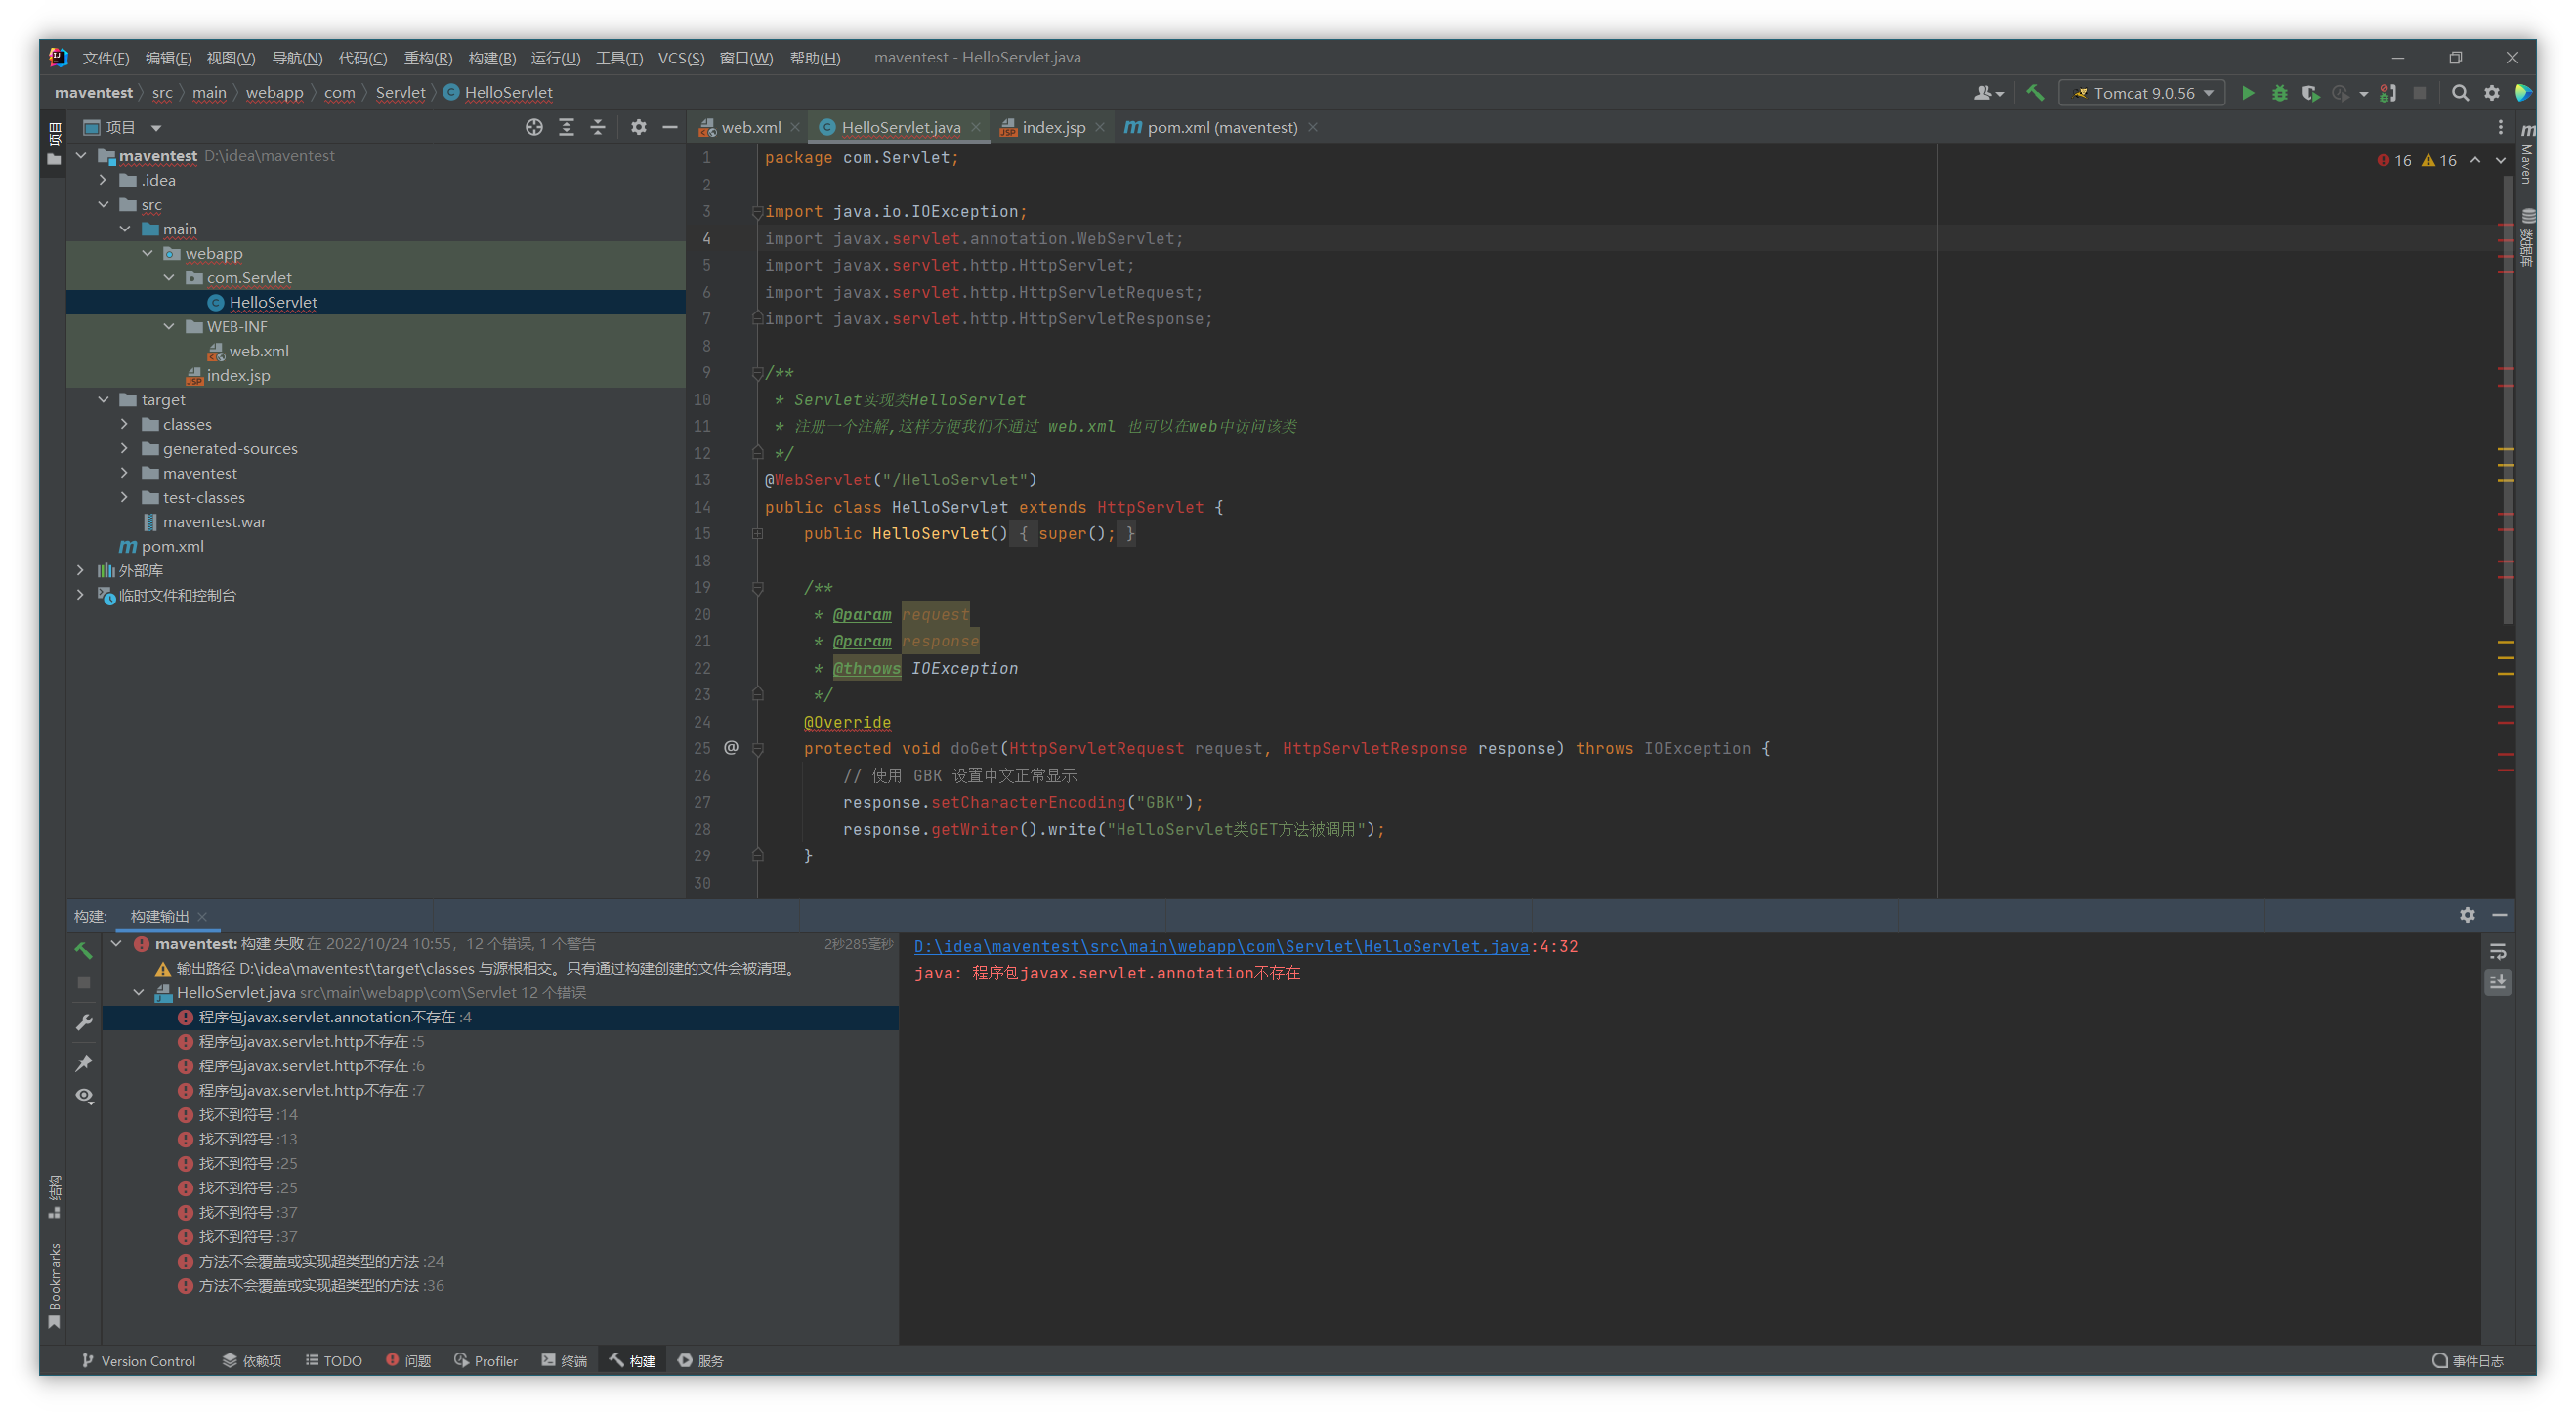 文件(F) 编辑(E) 视图(V) 导航(N) 代码(C) 重构(R) 构建(B) 运行(U) 工具(T) VCS(S) 窗口(W) 帮助(H) maventest - HelloServlet.java
maventest src main webapp com Servlet HelloServlet
Tomcat 9.0.56
项目
项目
maventest D:\idea\maventest
.idea
src
main
webapp
com.Servlet
HelloServlet
WEB-INF
web.xml
index.jsp
target
classes
generated-sources
maventest
test-classes
maventest.war
pom.xml
外部库
临时文件和控制台
web.xml HelloServlet.java index.jsp pom.xml (maventest)
16 16
Maven
数据库
1 package com.Servlet;
2
3 import java.io.IOException;
4 import javax.servlet.annotation.WebServlet;
5 import javax.servlet.http.HttpServlet;
6 import javax.servlet.http.HttpServletRequest;
7 import javax.servlet.http.HttpServletResponse;
8
9 /**
10 * Servlet实现类HelloServlet
11 * 注册一个注解,这样方便我们不通过 web.xml 也可以在web中访问该类
12 */
13 @WebServlet("/HelloServlet")
14 public class HelloServlet extends HttpServlet {
15 public HelloServlet() { super(); }
18
19 /**
20 * @param request
21 * @param response
22 * @throws IOException
23 */
24 @Override
25 @ protected void doGet(HttpServletRequest request, HttpServletResponse response) throws IOException {
26 // 使用 GBK 设置中文正常显示
27 response.setCharacterEncoding("GBK");
28 response.getWriter().write("HelloServlet类GET方法被调用");
29 }
30
构建: 构建输出
maventest: 构建 失败 在 2022/10/24 10:55，12 个错误, 1 个警告 2秒285毫秒
输出路径 D:\idea\maventest\target\classes 与源根相交。只有通过构建创建的文件会被清理。
HelloServlet.java src\main\webapp\com\Servlet 12 个错误
程序包javax.servlet.annotation不存在 :4
程序包javax.servlet.http不存在 :5
程序包javax.servlet.http不存在 :6
程序包javax.servlet.http不存在 :7
找不到符号 :14
找不到符号 :13
找不到符号 :25
找不到符号 :25
找不到符号 :37
找不到符号 :37
方法不会覆盖或实现超类型的方法 :24
方法不会覆盖或实现超类型的方法 :36
D:\idea\maventest\src\main\webapp\com\Servlet\HelloServlet.java:4:32
java: 程序包javax.servlet.annotation不存在
结构
Bookmarks
Version Control 依赖项 TODO 问题 Profiler 终端 构建 服务 事件日志